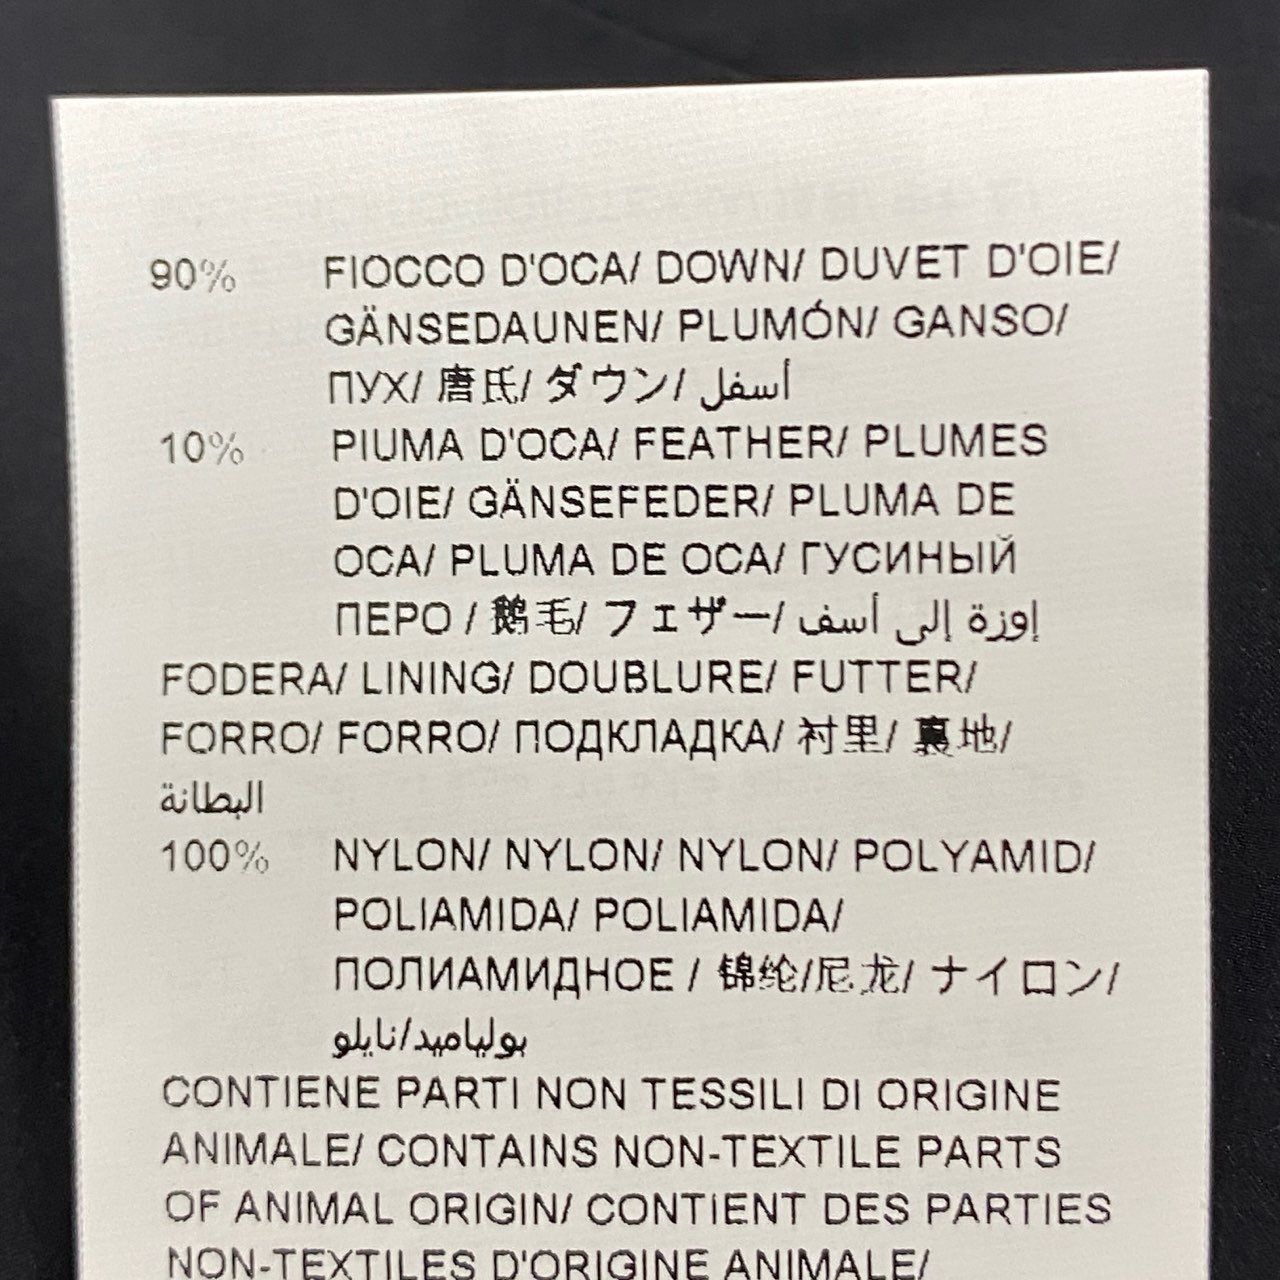 90% FIOCCO D'OCA/ DOWN/ DUVET D'OIE/
GÄNSEDAUNEN/ PLUMÓN/ GANSO/
ПУХ/ 唐氏/ ダウン/ أسفل
10% PIUMA D'OCA/ FEATHER/ PLUMES
D'OIE/ GÄNSEFEDER/ PLUMA DE
OCA/ PLUMA DE OCA/ ГУСИНЫЙ
ПЕРО / 鹅毛/ フェザー/ إوزة إلى أسف
FODERA/ LINING/ DOUBLURE/ FUTTER/
FORRO/ FORRO/ ПОДКЛАДКА/ 衬里/ 裏地/
البطانة
100% NYLON/ NYLON/ NYLON/ POLYAMID/
POLIAMIDA/ POLIAMIDA/
ПОЛИАМИДНОЕ / 锦纶/尼龙/ ナイロン/
بولياميد/نايلو
CONTIENE PARTI NON TESSILI DI ORIGINE
ANIMALE/ CONTAINS NON-TEXTILE PARTS
OF ANIMAL ORIGIN/ CONTIENT DES PARTIES
NON-TEXTILES D'ORIGINE ANIMALE/